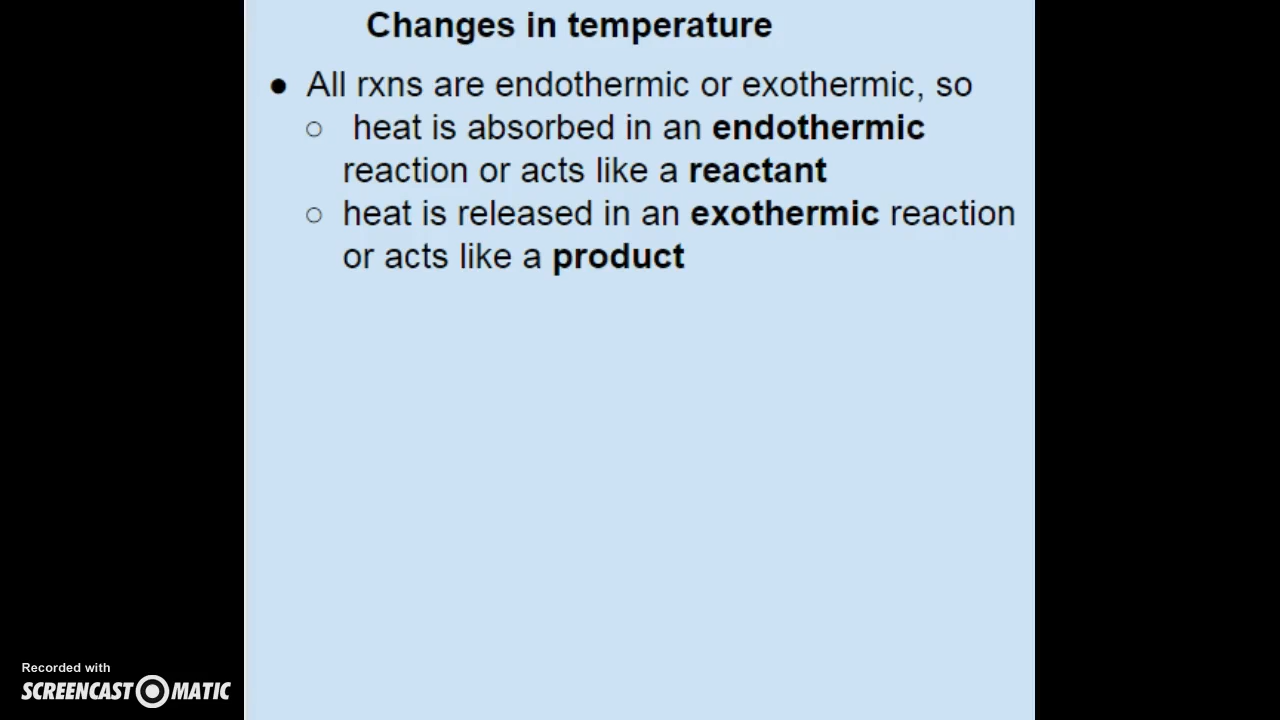 Changes in temperature
● All rxns are endothermic or exothermic, so
○ heat is absorbed in an endothermic
reaction or acts like a reactant
○ heat is released in an exothermic reaction
or acts like a product
Recorded with
SCREENCAST MATIC